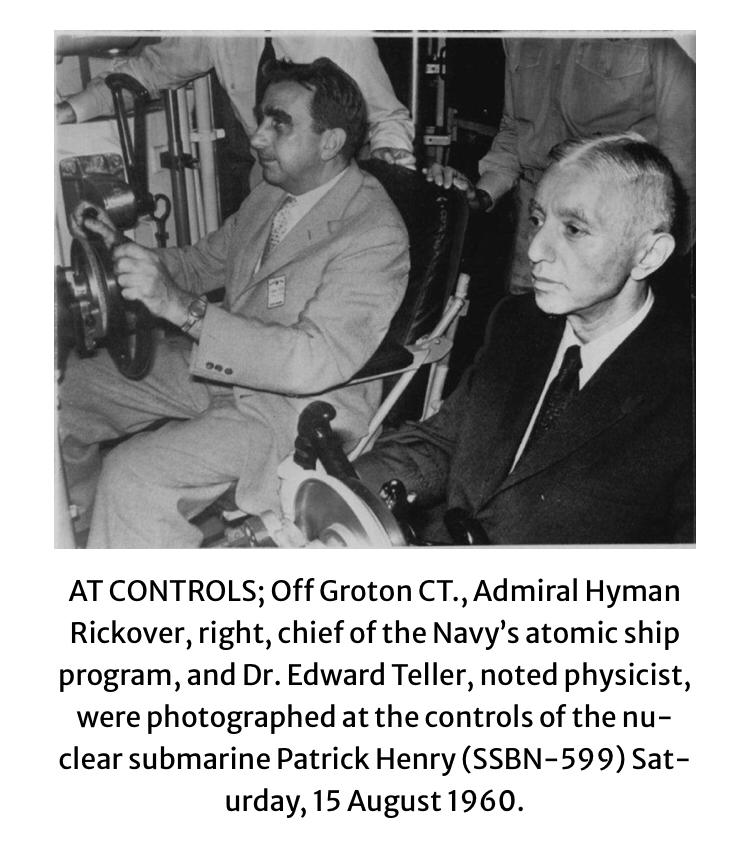 AT CONTROLS; Off Groton CT., Admiral Hyman
Rickover, right, chief of the Navy’s atomic ship
program, and Dr. Edward Teller, noted physicist,
were photographed at the controls of the nu-
clear submarine Patrick Henry (SSBN-599) Sat-
urday, 15 August 1960.